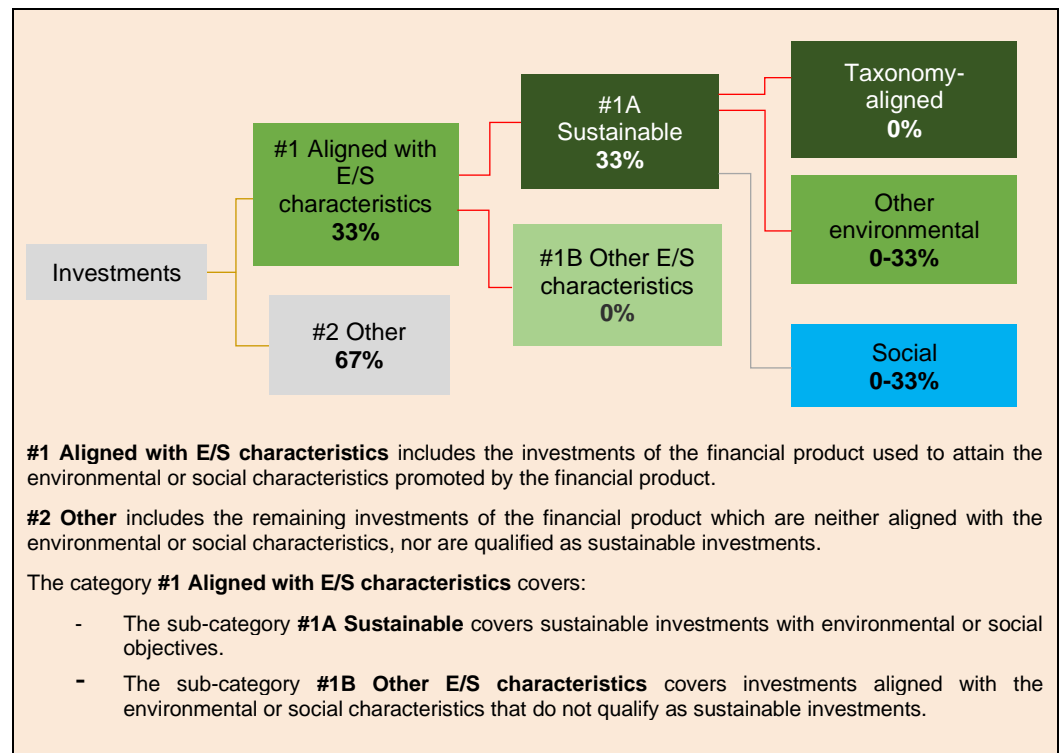 Investments
#1 Aligned with
E/S
characteristics
33%
#2 Other
67%
#1A
Sustainable
33%
#1B Other E/S
characteristics
0%
Taxonomy-
aligned
0%
Other
environmental
0-33%
Social
0-33%
#1 Aligned with E/S characteristics includes the investments of the financial product used to attain the
environmental or social characteristics promoted by the financial product.
#2 Other includes the remaining investments of the financial product which are neither aligned with the
environmental or social characteristics, nor are qualified as sustainable investments.
The category #1 Aligned with E/S characteristics covers:
- The sub-category #1A Sustainable covers sustainable investments with environmental or social
objectives.
- The sub-category #1B Other E/S characteristics covers investments aligned with the
environmental or social characteristics that do not qualify as sustainable investments.